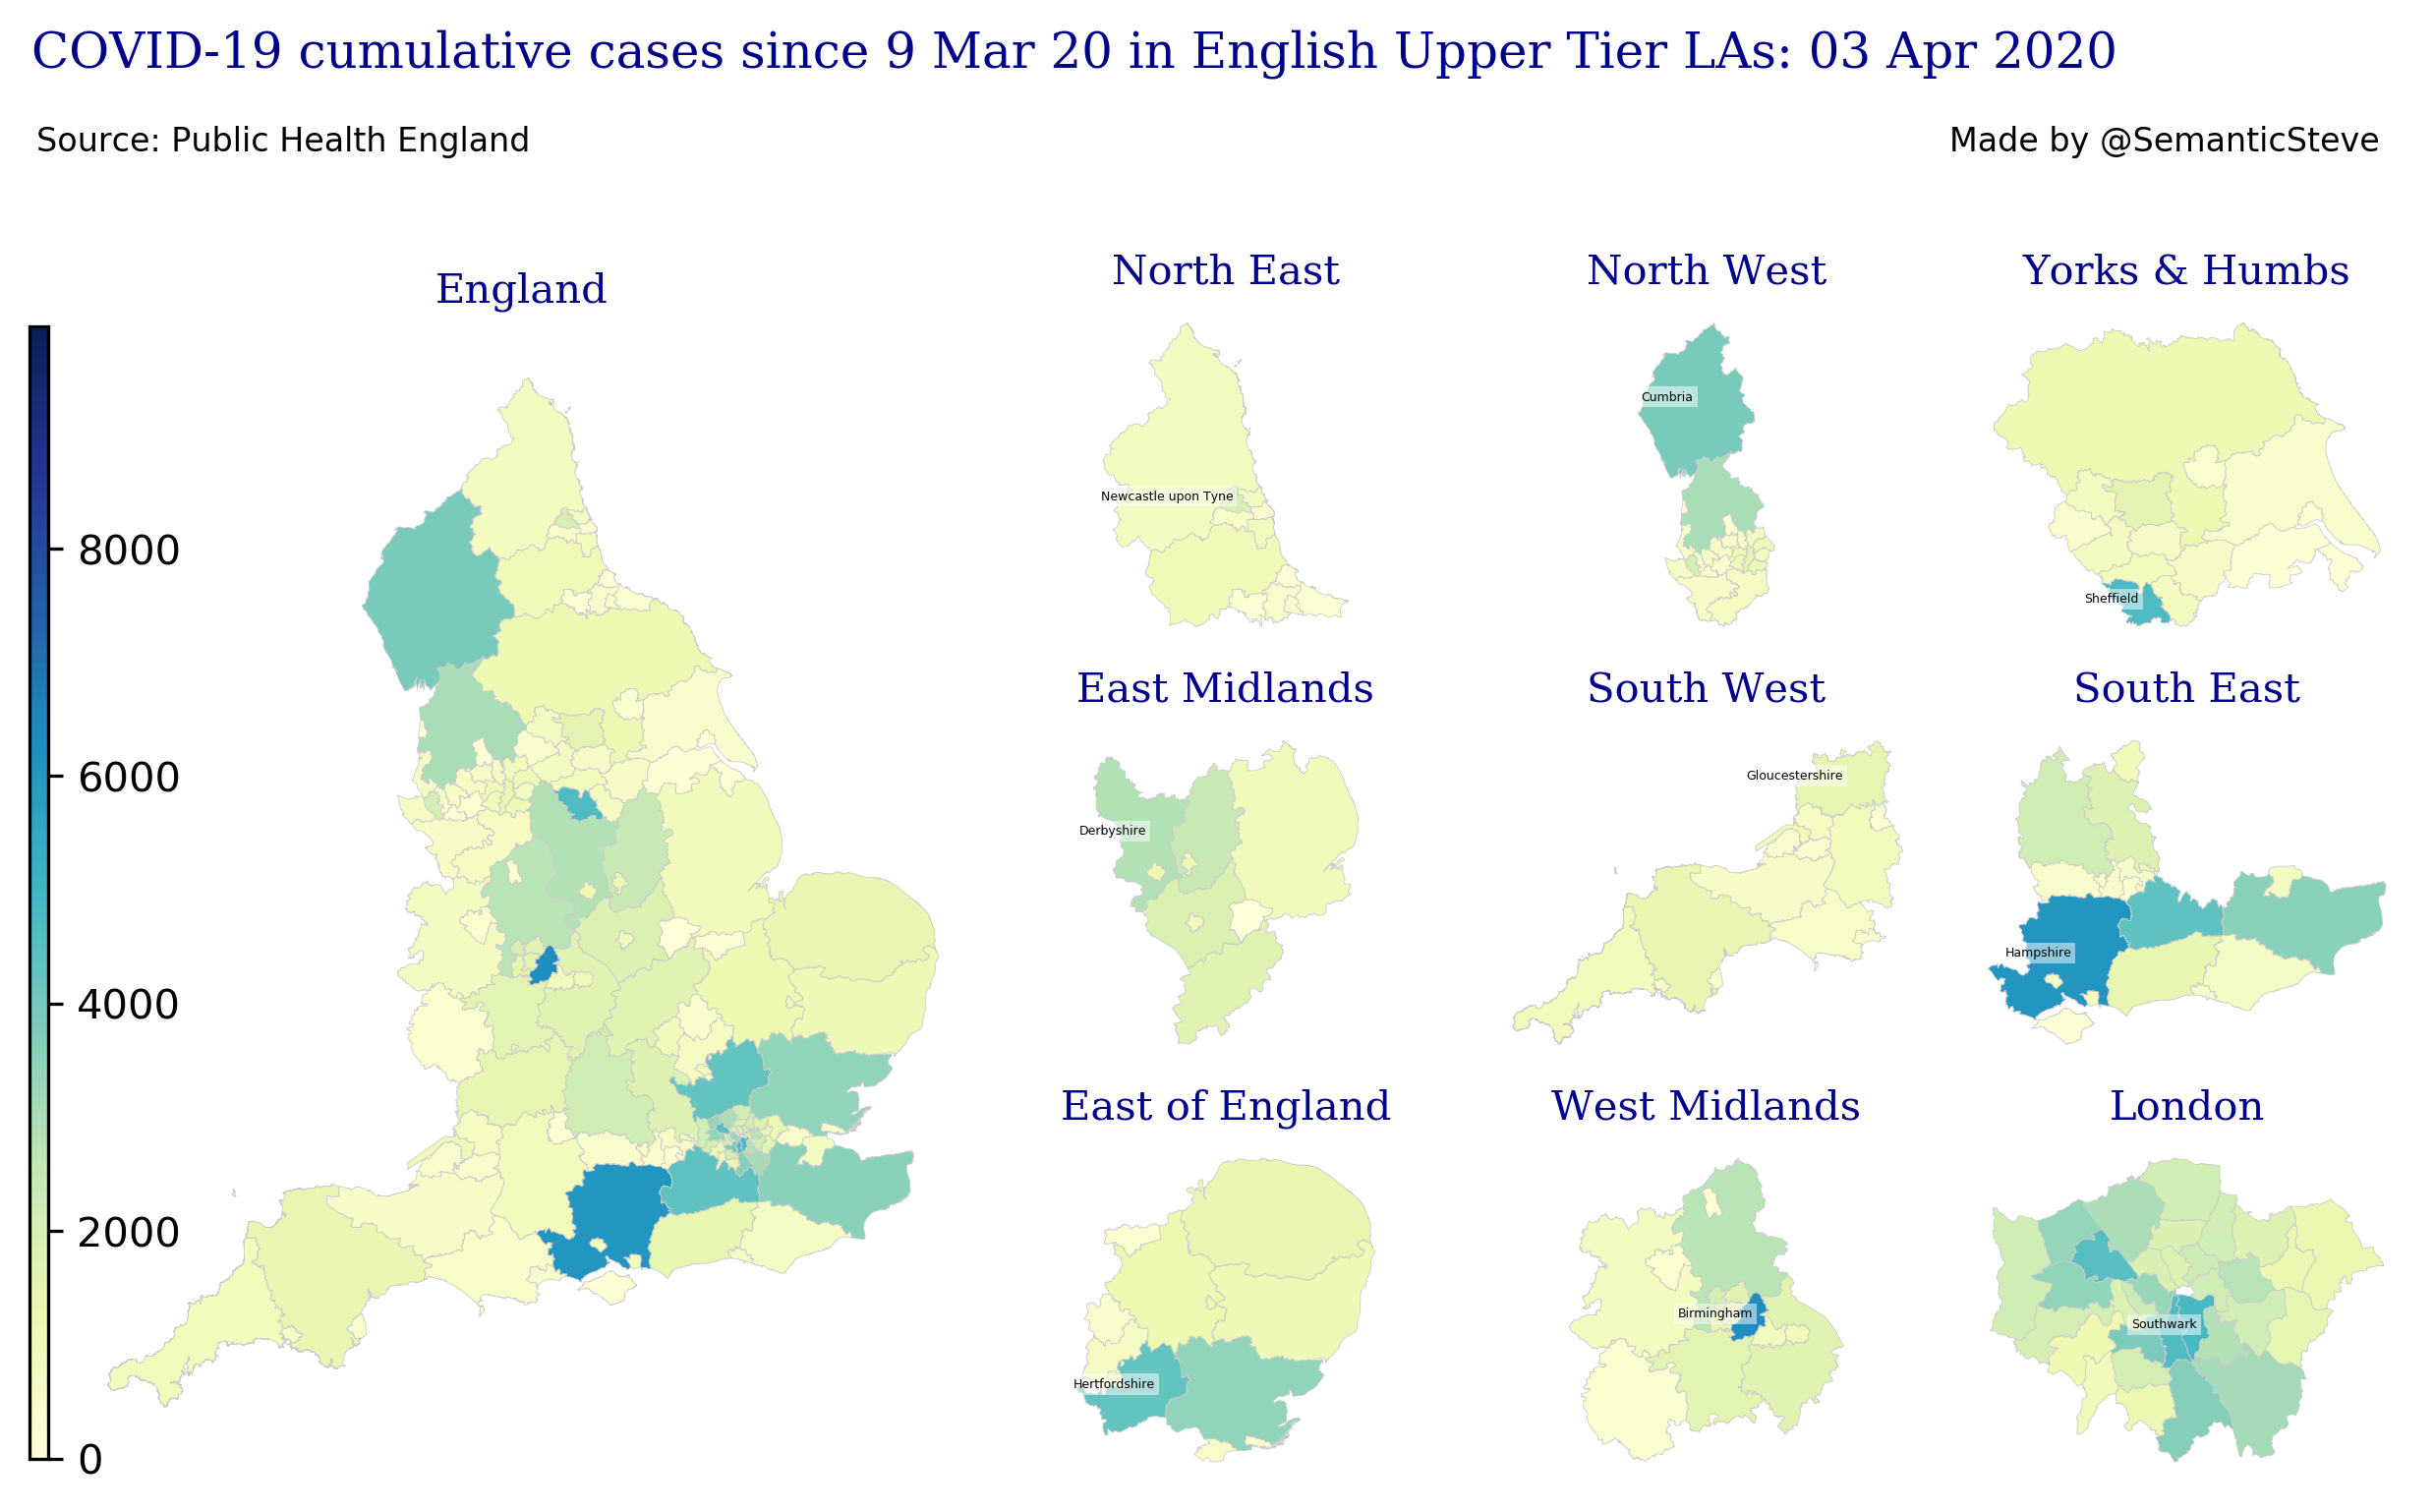 COVID-19 cumulative cases since 9 Mar 20 in English Upper Tier LAs: 03 Apr 2020
Source: Public Health England
Made by @SemanticSteve
England
8000
6000
4000
2000
0
North East
Newcastle upon Tyne
North West
Cumbria
Yorks & Humbs
Sheffield
East Midlands
Derbyshire
South West
Gloucestershire
South East
Hampshire
East of England
Hertfordshire
West Midlands
Birmingham
London
Southwark